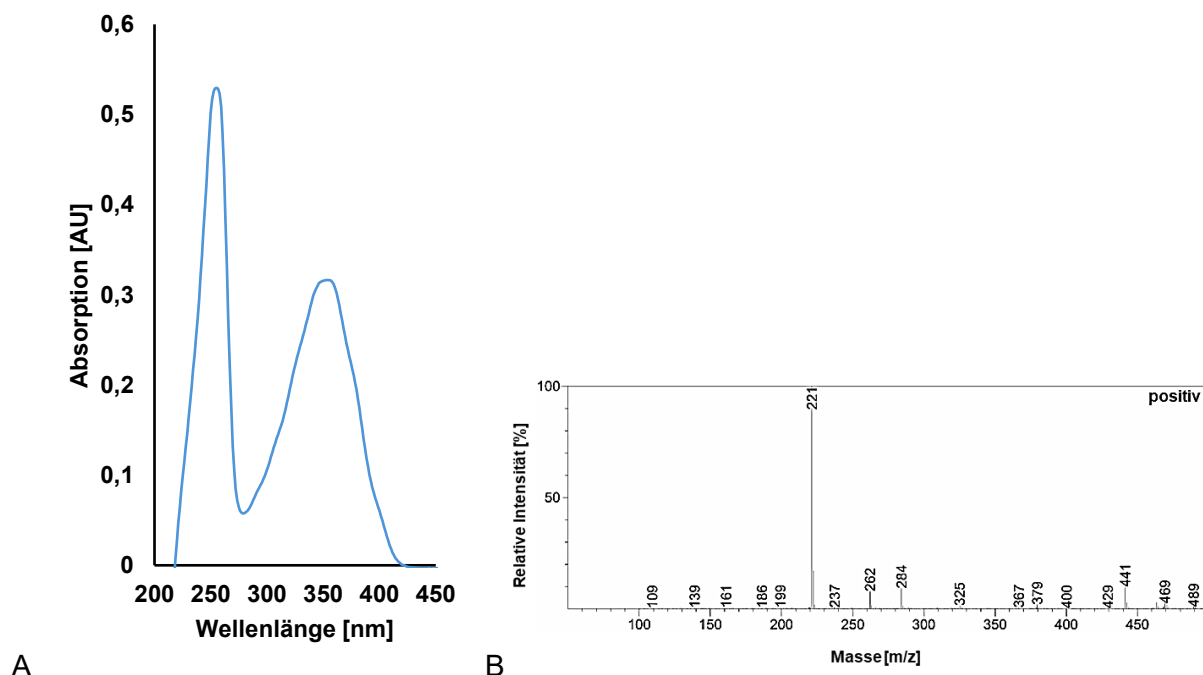 0,6
0,5
0,4
0,3
0,2
0,1
0
Absorption [AU]
200 250 300 350 400 450
Wellenlänge [nm]
A
100
50
Relative Intensität [%]
positiv
221
109 139 161 186 199 237 262 284 325 367 379 400 429 441 469 489
100 150 200 250 300 350 400 450
Masse [m/z]
B